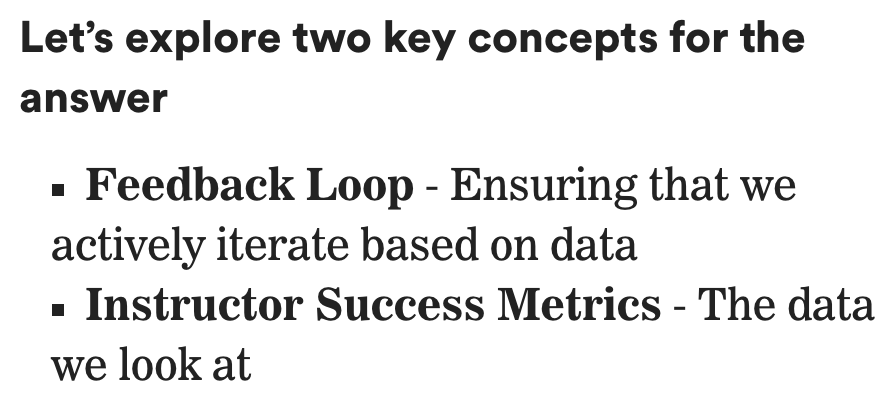 Let’s explore two key concepts for the
answer
▪ Feedback Loop - Ensuring that we
actively iterate based on data
▪ Instructor Success Metrics - The data
we look at